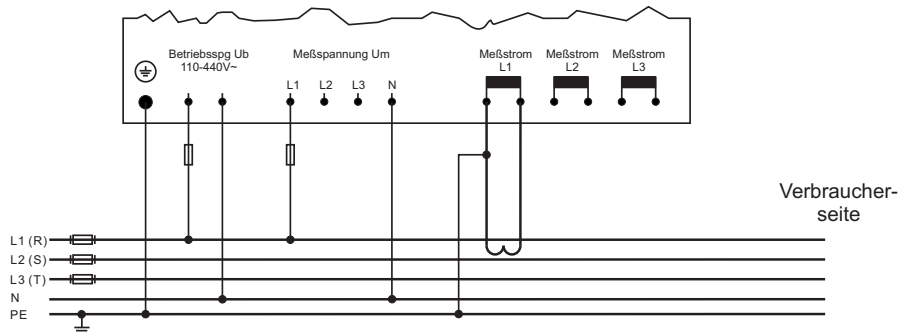 Betriebsspg Ub
110-440V~
Meßspannung Um
Meßstrom
L1
Meßstrom
L2
Meßstrom
L3
L1
L2
L3
N
Verbraucher-
seite
L1 (R)
L2 (S)
L3 (T)
N
PE